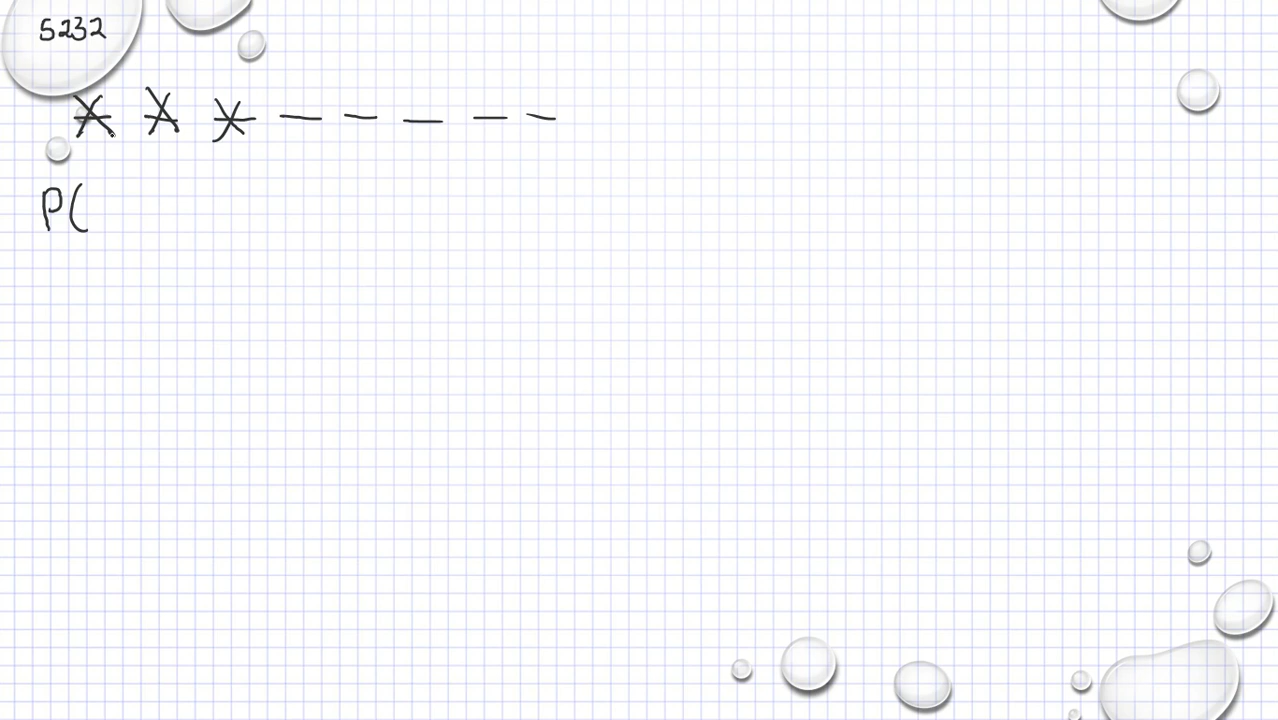 5232
* * * — — — — —
P(